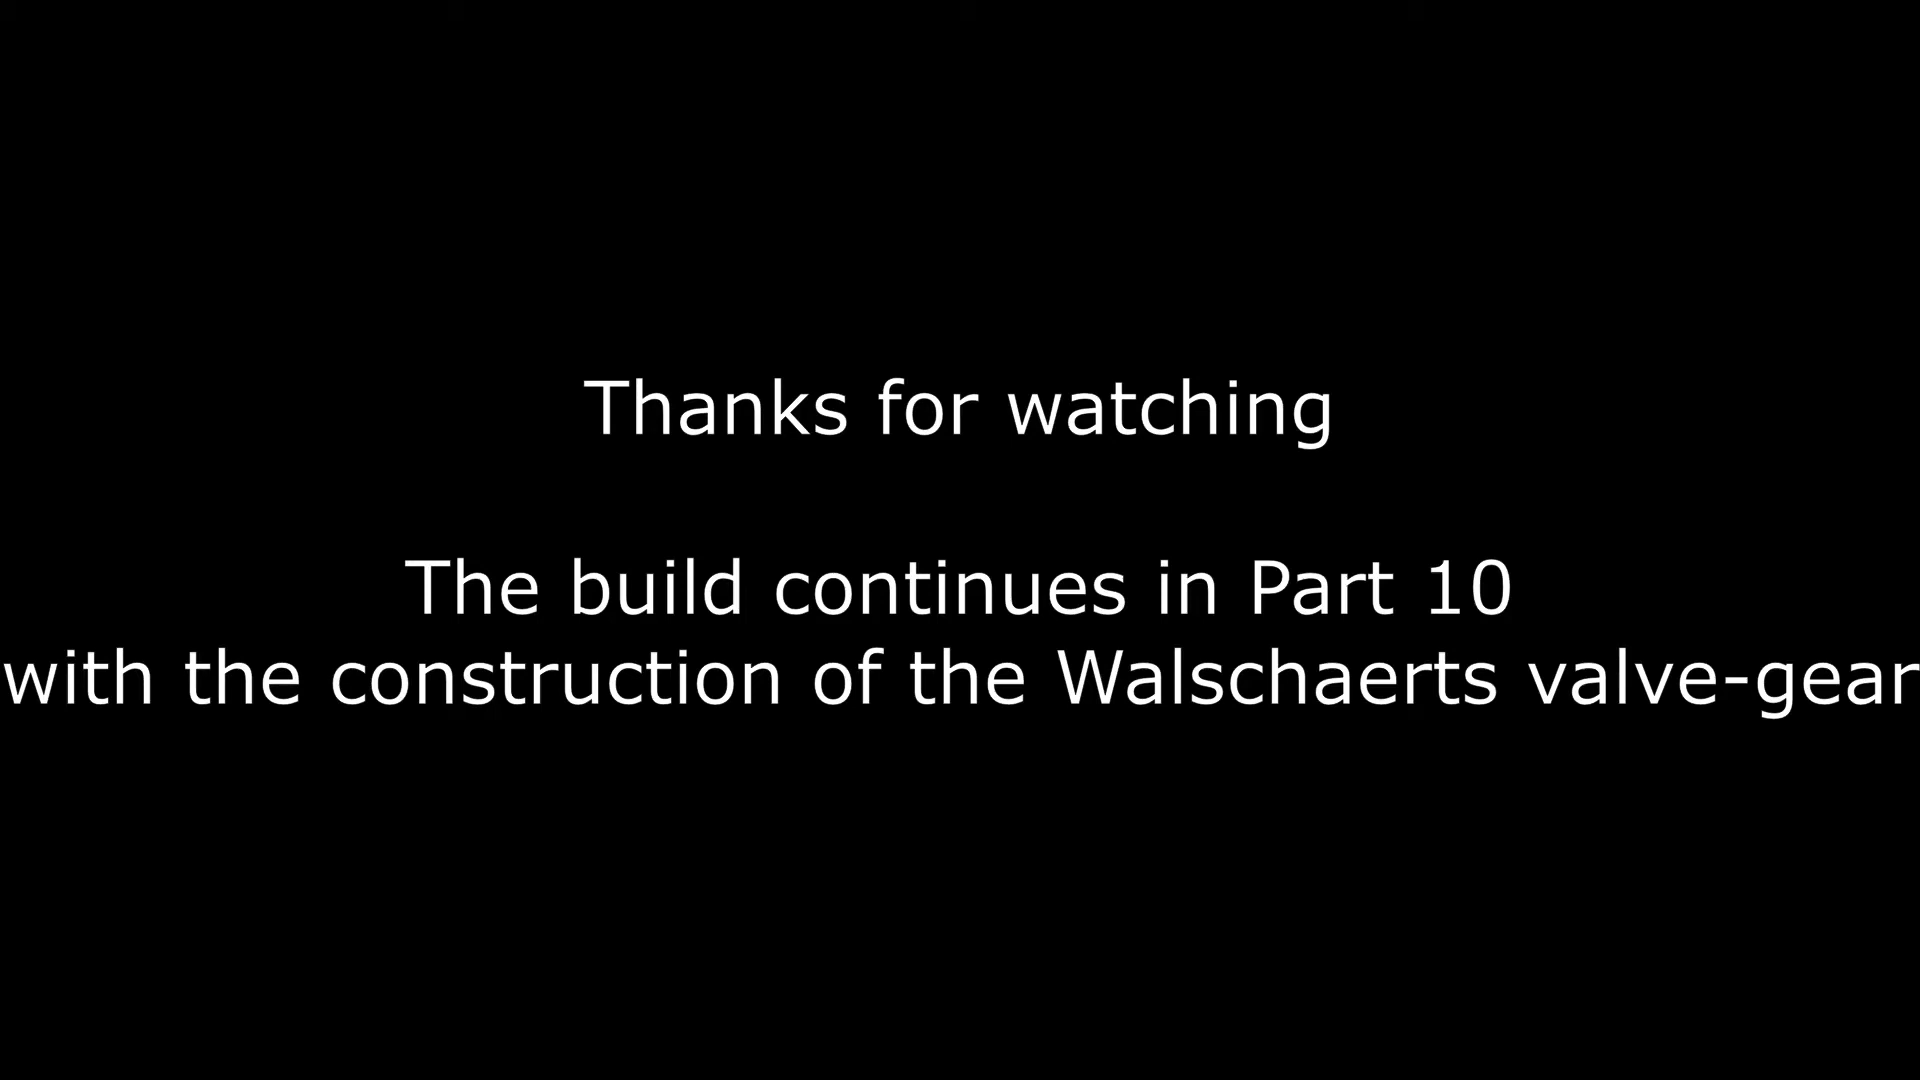 Thanks for watching
The build continues in Part 10
with the construction of the Walschaerts valve-gear